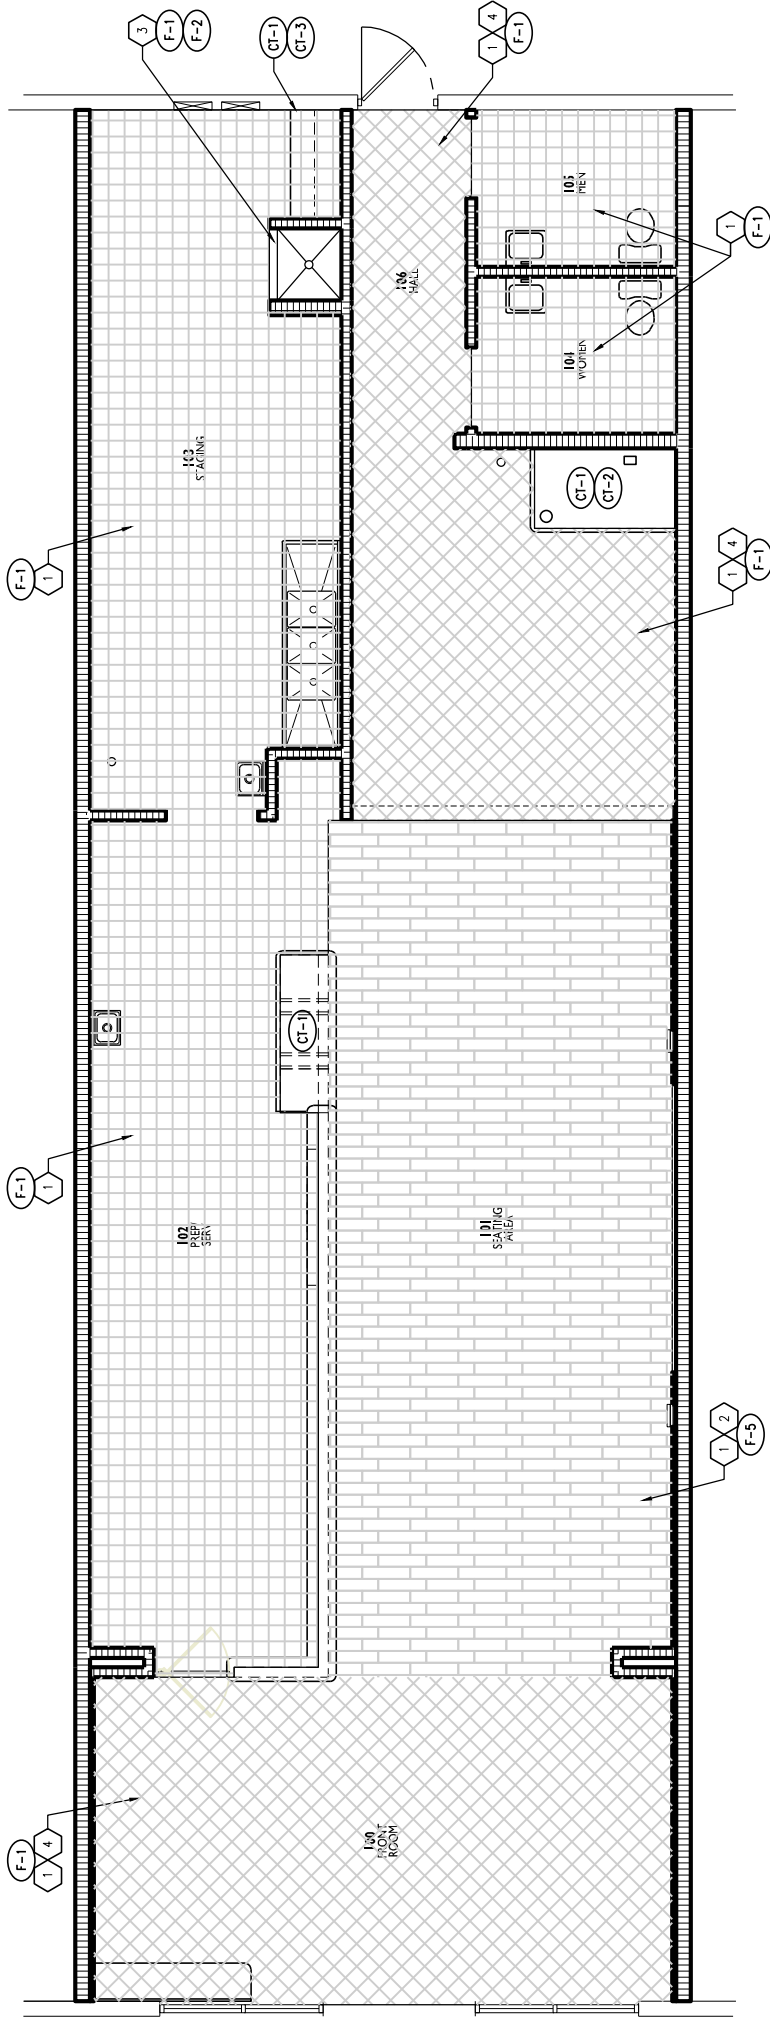 3
F-1
F-2
CT-1
CT-3
1
4
F-1
105
MEN
1
F-1
106
HALL
104
WOMEN
103
STAGING
F-1
1
CT-1
CT-2
1
4
F-1
CT-1
F-1
1
102
PREP/
SERV
101
SEATING
AREA
1
2
F-5
F-1
1
4
100
FRONT
ROOM